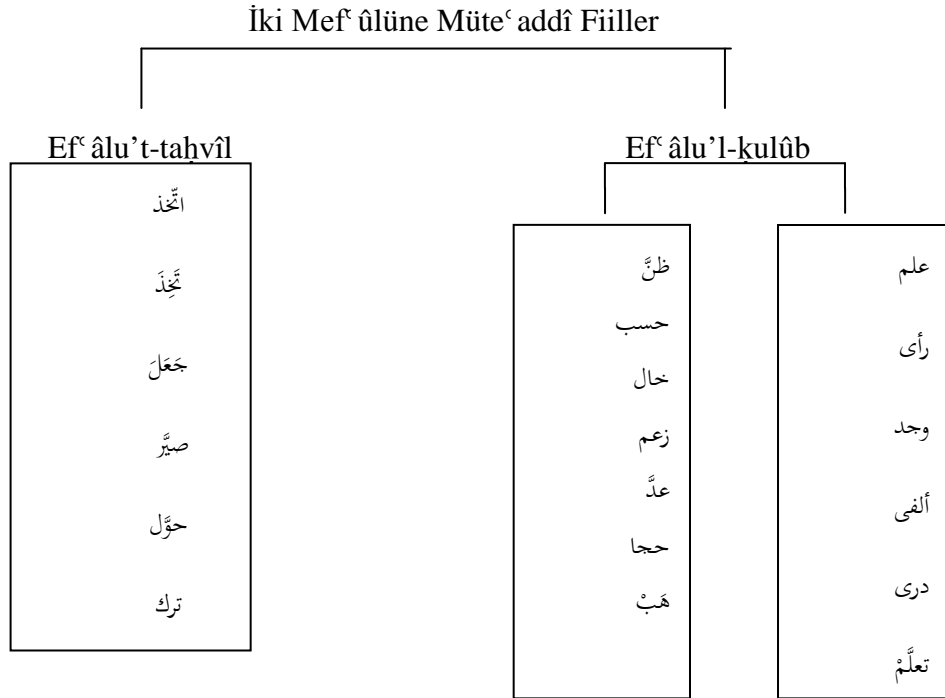 İki Mefʿûlüne Müteʿaddî Fiiller
Efʿâlu’t-taḥvîl
Efʿâlu’l-ḳulûb
اتّخذ
تَخِذَ
جَعَلَ
صيَّر
حوَّل
ترك
ظنَّ
حسب
خال
زعم
عدَّ
حجا
هَبْ
علم
رأى
وجد
ألفى
درى
تعلَّمْ